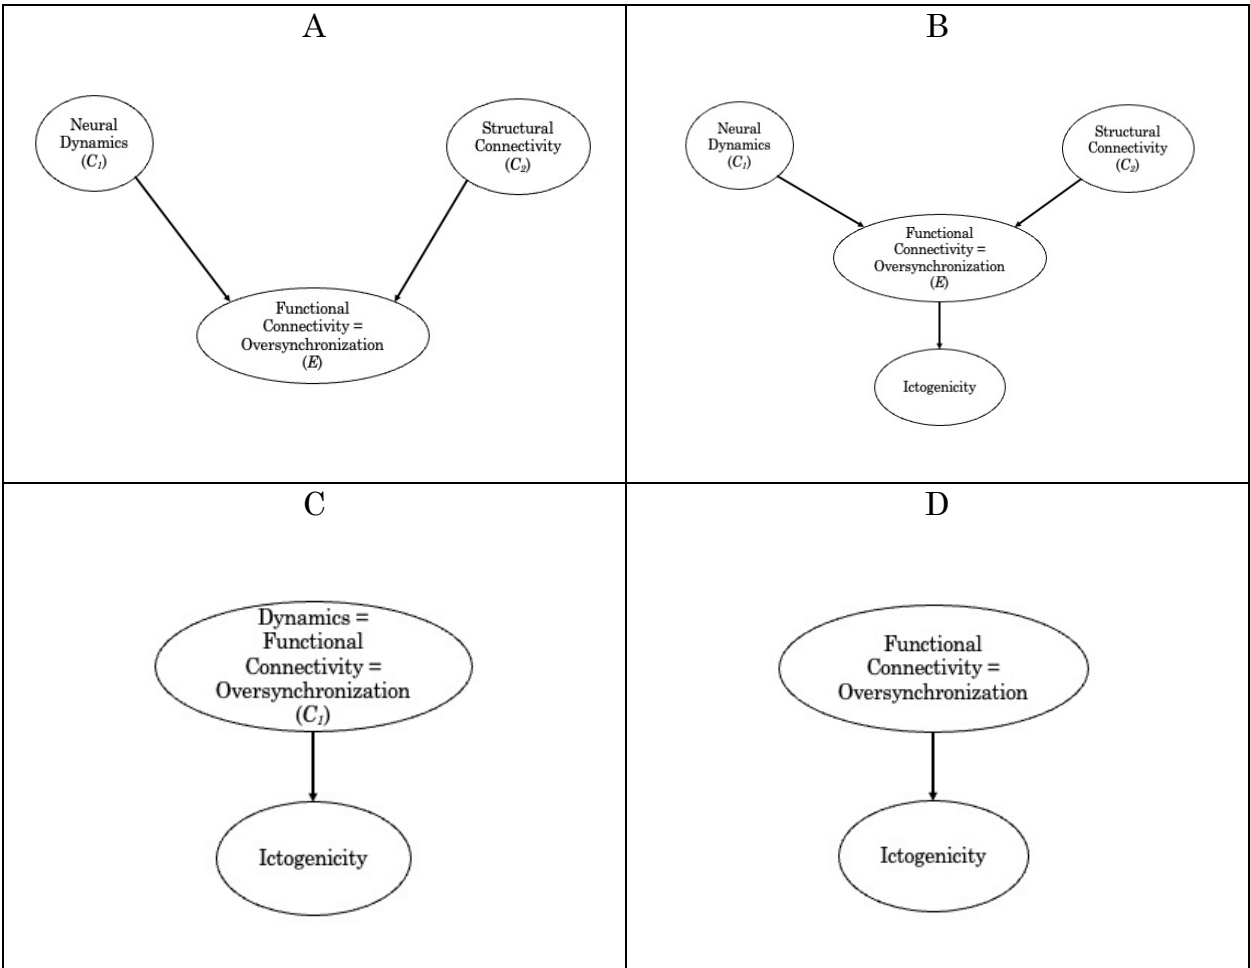 A
Neural
Dynamics
(C₁)
Structural
Connectivity
(C₂)
Functional
Connectivity =
Oversynchronization
(E)
B
Neural
Dynamics
(C₁)
Structural
Connectivity
(C₂)
Functional
Connectivity =
Oversynchronization
(E)
Ictogenicity
C
Dynamics =
Functional
Connectivity =
Oversynchronization
(C₁)
Ictogenicity
D
Functional
Connectivity =
Oversynchronization
Ictogenicity